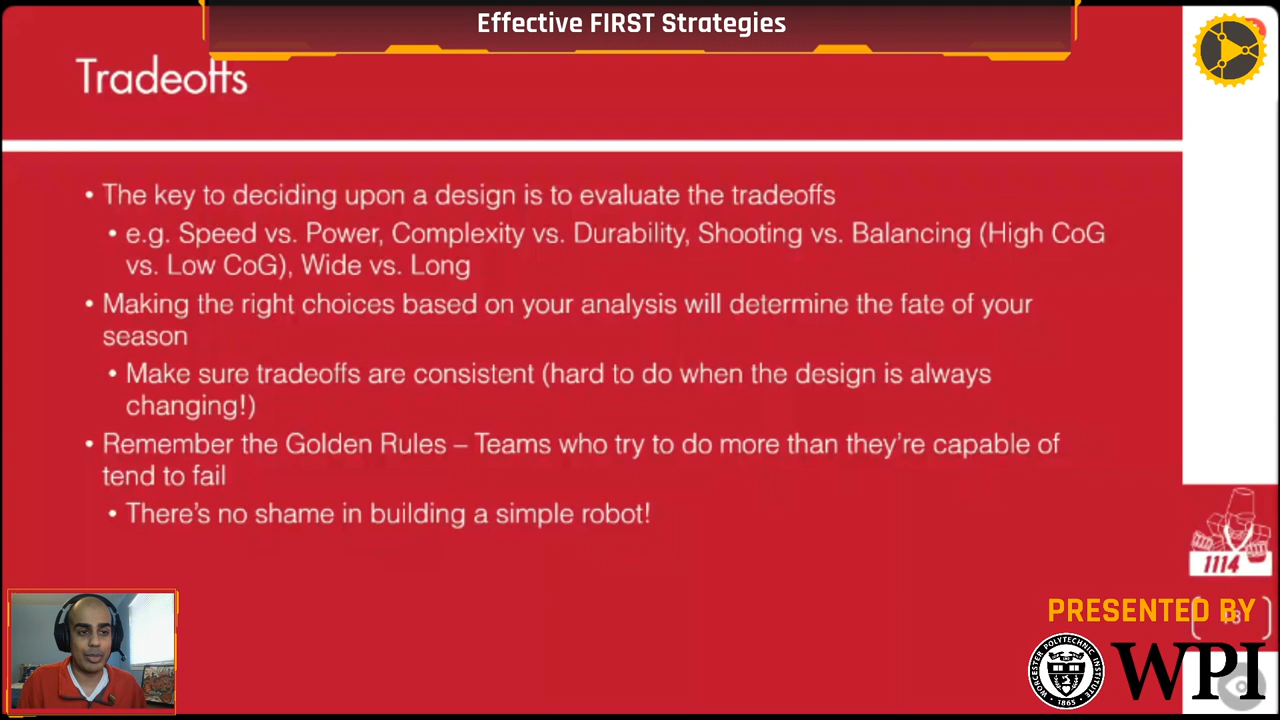 Effective FIRST Strategies
Tradeoffs
• The key to deciding upon a design is to evaluate the tradeoffs
• e.g. Speed vs. Power, Complexity vs. Durability, Shooting vs. Balancing (High CoG
vs. Low CoG), Wide vs. Long
• Making the right choices based on your analysis will determine the fate of your
season
• Make sure tradeoffs are consistent (hard to do when the design is always
changing!)
• Remember the Golden Rules – Teams who try to do more than they're capable of
tend to fail
• There's no shame in building a simple robot!
1114
PRESENTED BY
WORCESTER POLYTECHNIC INSTITUTE
1865
WPI